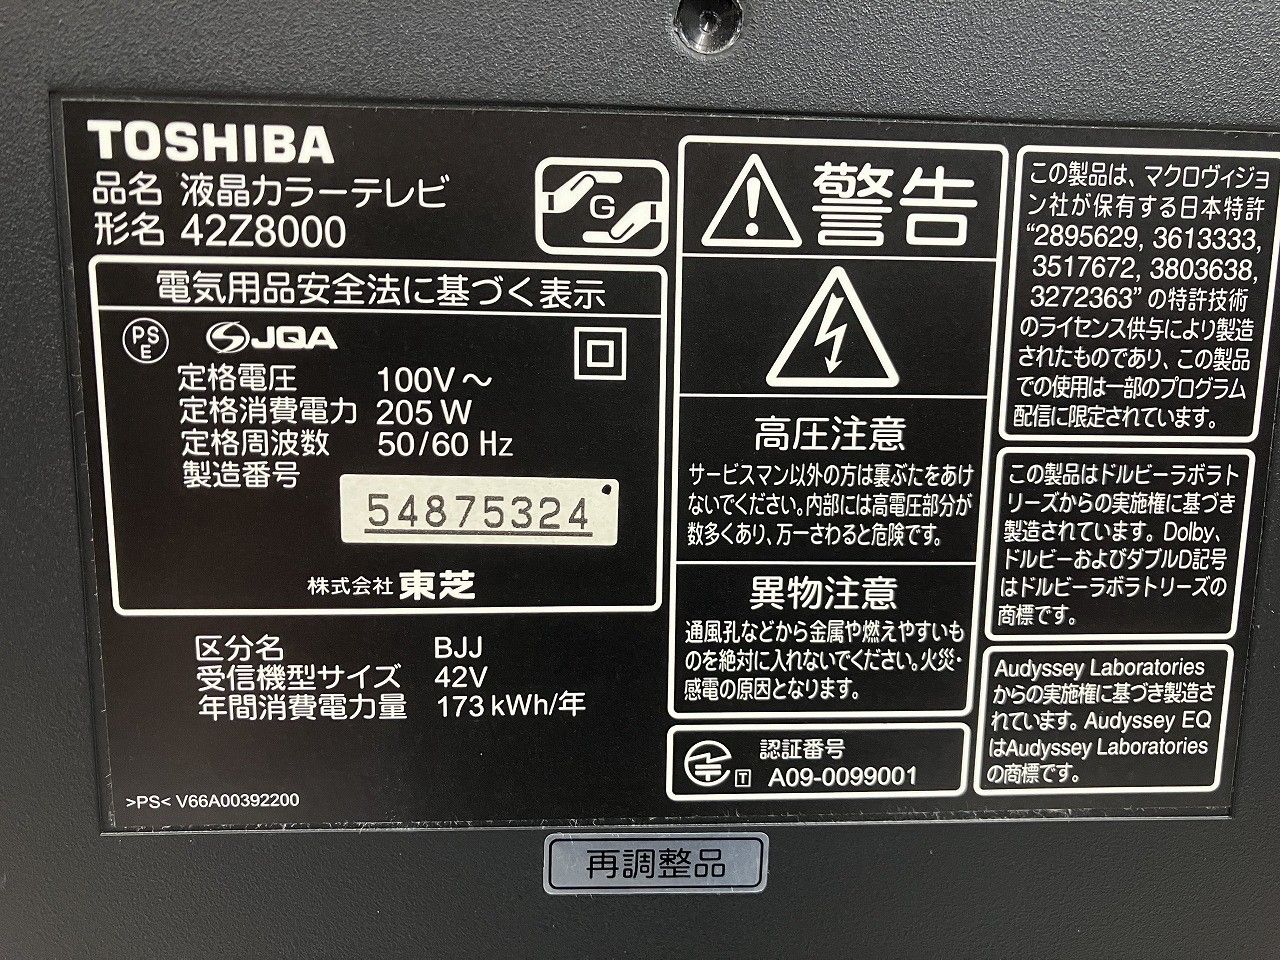 TOSHIBA
品名 液晶カラーテレビ
形名 42Z8000
G
電気用品安全法に基づく表示
PS
E
JQA
定格電圧 100V～
定格消費電力 205W
定格周波数 50/60 Hz
製造番号
54875324
株式会社 東芝
区分名 BJJ
受信機型サイズ 42V
年間消費電力量 173kWh/年
>PS< V66A00392200
警告
高圧注意
サービスマン以外の方は裏ぶたをあけ
ないでください。内部には高電圧部分が
数多くあり、万一さわると危険です。
異物注意
通風孔などから金属や燃えやすいも
のを絶対に入れないでください。火災・
感電の原因となります。
T
認証番号
A09-0099001
この製品は、マクロヴィジョ
ン社が保有する日本特許
“2895629, 3613333,
3517672, 3803638,
3272363” の特許技術
のライセンス供与により製造
されたものであり、この製品
での使用は一部のプログラム
配信に限定されています。
この製品はドルビーラボラト
リーズからの実施権に基づき
製造されています。Dolby、
ドルビーおよびダブルD記号
はドルビーラボラトリーズの
商標です。
Audyssey Laboratories
からの実施権に基づき製造さ
れています。Audyssey EQ
はAudyssey Laboratories
の商標です。
再調整品